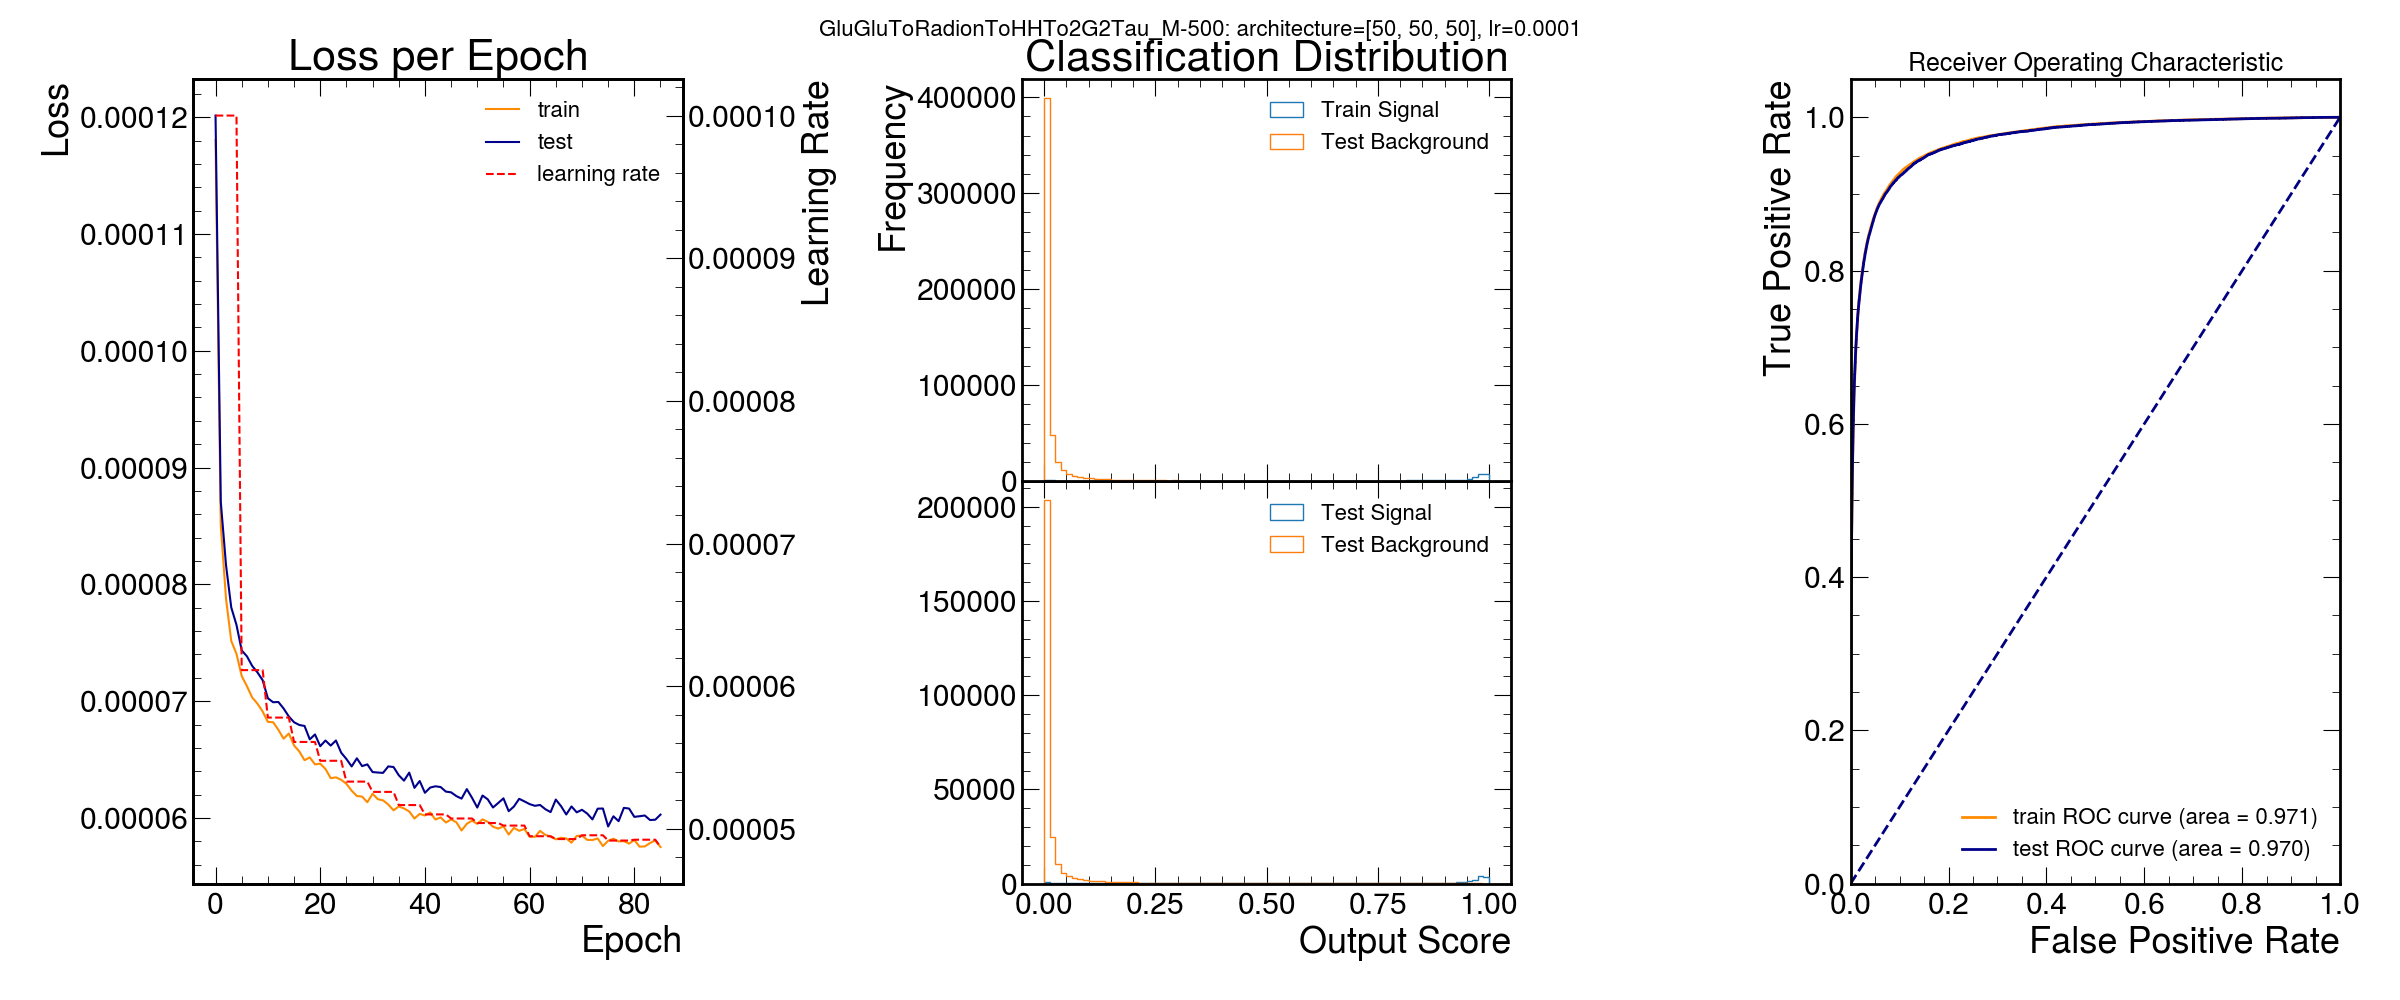 GluGluToRadionToHHTo2G2Tau_M-500: architecture=[50, 50, 50], lr=0.0001
Loss per Epoch
Loss
0.00012
0.00011
0.00010
0.00009
0.00008
0.00007
0.00006
train
test
learning rate
0.00010
0.00009
0.00008
0.00007
0.00006
0.00005
Learning Rate
0
20
40
60
80
Epoch
Classification Distribution
Frequency
400000
300000
200000
100000
0
Train Signal
Test Background
200000
150000
100000
50000
0
Test Signal
Test Background
0.00
0.25
0.50
0.75
1.00
Output Score
Receiver Operating Characteristic
True Positive Rate
1.0
0.8
0.6
0.4
0.2
0.0
train ROC curve (area = 0.971)
test ROC curve (area = 0.970)
0.0
0.2
0.4
0.6
0.8
1.0
False Positive Rate